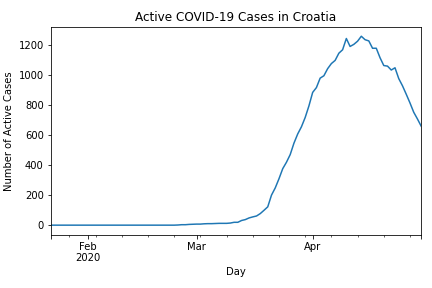 Active COVID-19 Cases in Croatia
Number of Active Cases
1200
1000
800
600
400
200
0
Feb
2020
Mar
Apr
Day